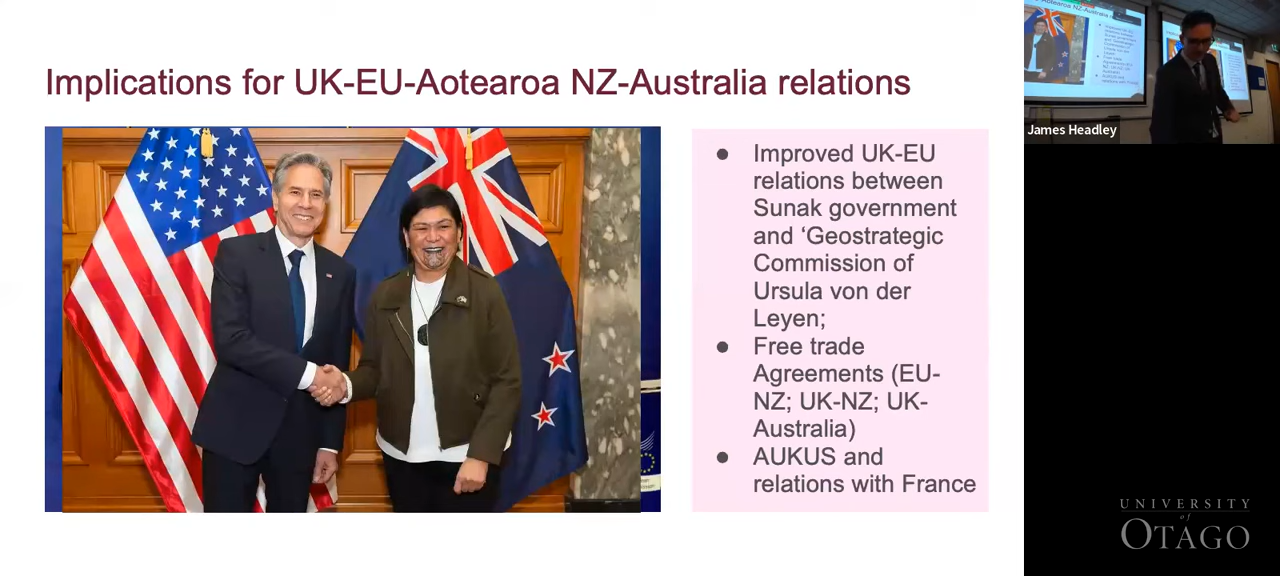 Implications for UK-EU-Aotearoa NZ-Australia relations
● Improved UK-EU
relations between
Sunak government
and ‘Geostrategic
Commission of
Ursula von der
Leyen;
● Free trade
Agreements (EU-
NZ; UK-NZ; UK-
Australia)
● AUKUS and
relations with France
James Headley
UNIVERSITY
of
OTAGO